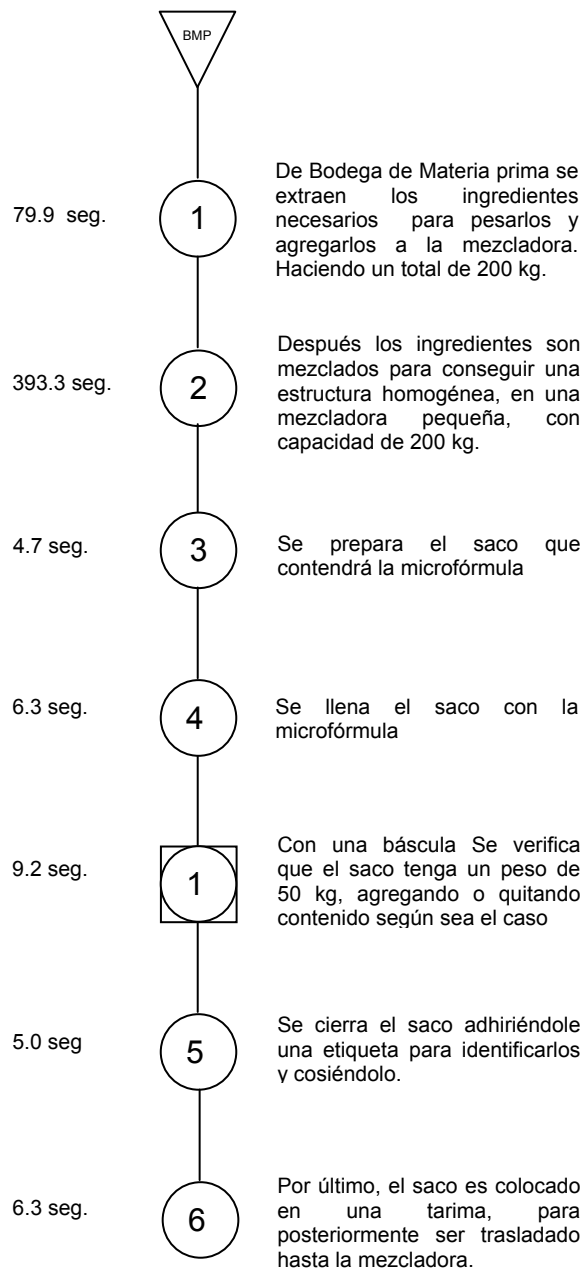 BMP
79.9 seg.
1
De Bodega de Materia prima se
extraen los ingredientes
necesarios para pesarlos y
agregarlos a la mezcladora.
Haciendo un total de 200 kg.
393.3 seg.
2
Después los ingredientes son
mezclados para conseguir una
estructura homogénea, en una
mezcladora pequeña, con
capacidad de 200 kg.
4.7 seg.
3
Se prepara el saco que
contendrá la microfórmula
6.3 seg.
4
Se llena el saco con la
microfórmula
9.2 seg.
1
Con una báscula Se verifica
que el saco tenga un peso de
50 kg, agregando o quitando
contenido según sea el caso
5.0 seg
5
Se cierra el saco adhiriéndole
una etiqueta para identificarlos
y cosiéndolo.
6.3 seg.
6
Por último, el saco es colocado
en una tarima, para
posteriormente ser trasladado
hasta la mezcladora.